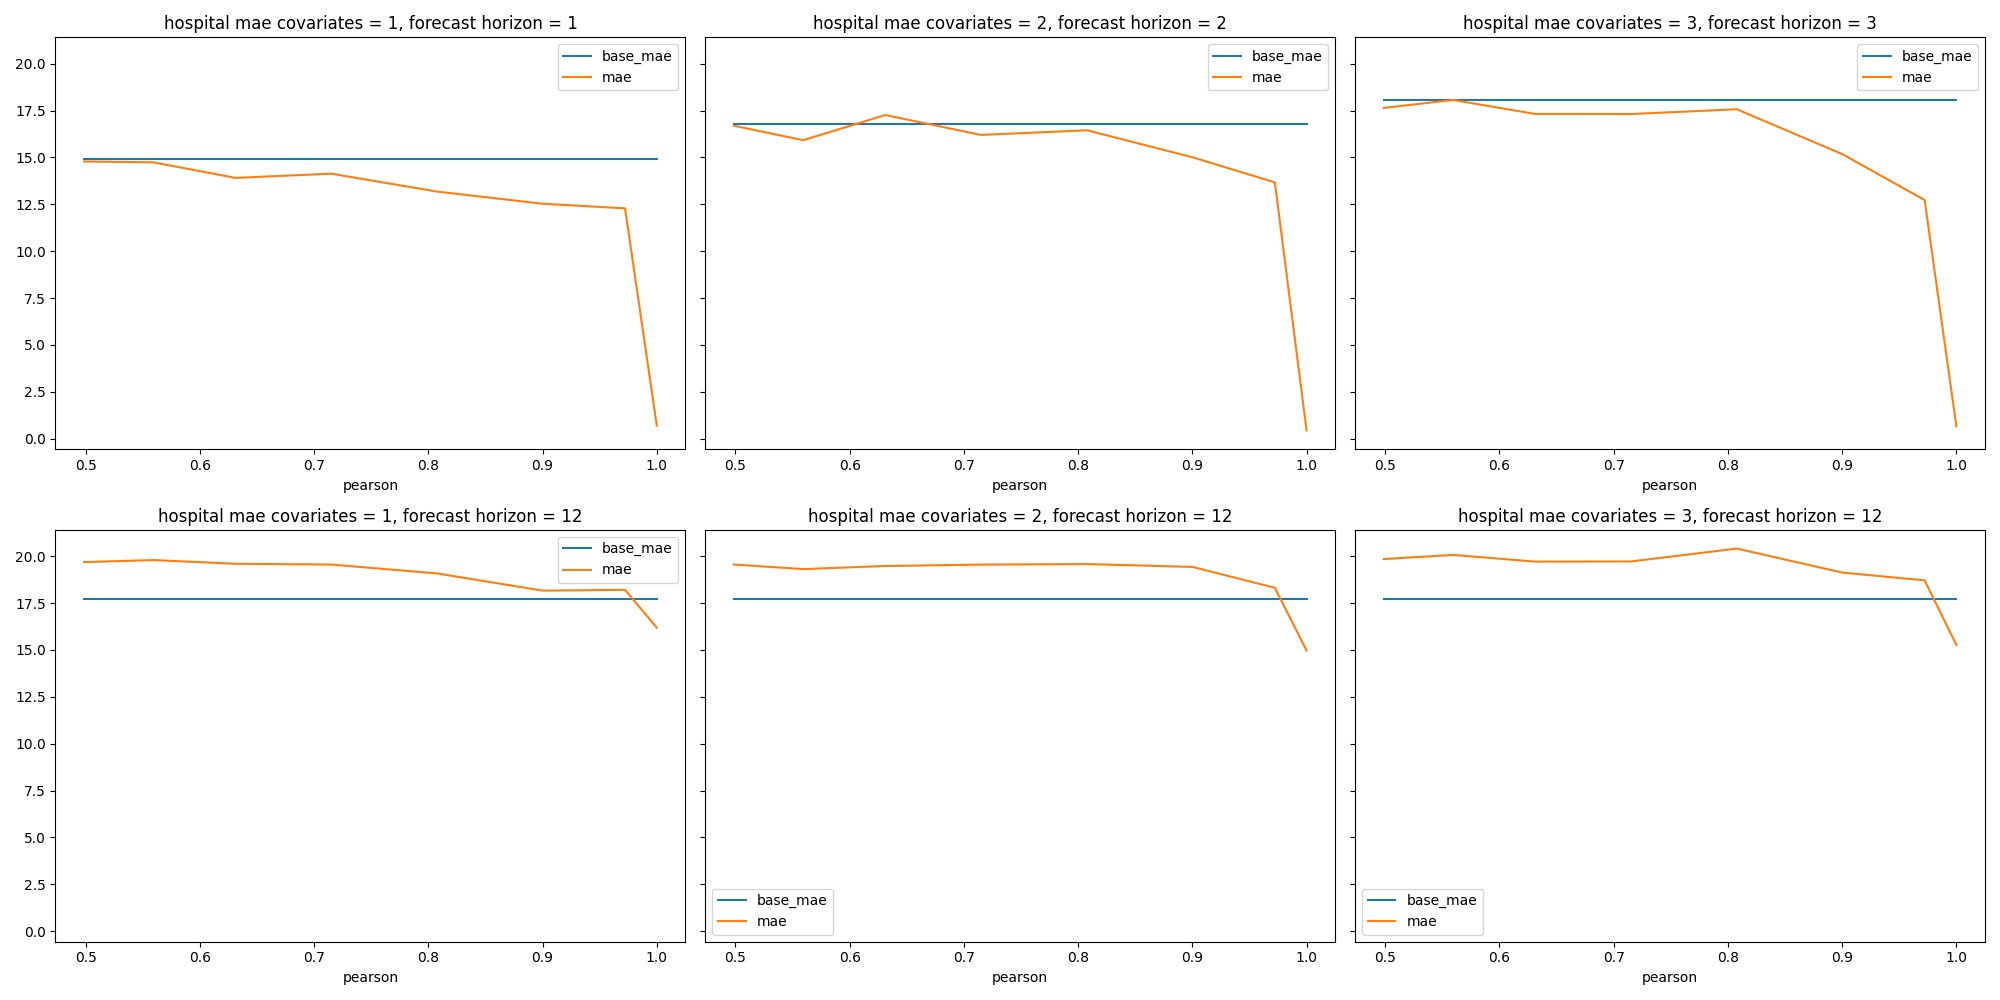 hospital mae covariates = 1, forecast horizon = 1
base_mae
mae
20.0
17.5
15.0
12.5
10.0
7.5
5.0
2.5
0.0
0.5 0.6 0.7 0.8 0.9 1.0
pearson
hospital mae covariates = 2, forecast horizon = 2
base_mae
mae
0.5 0.6 0.7 0.8 0.9 1.0
pearson
hospital mae covariates = 3, forecast horizon = 3
base_mae
mae
0.5 0.6 0.7 0.8 0.9 1.0
pearson
hospital mae covariates = 1, forecast horizon = 12
base_mae
mae
20.0
17.5
15.0
12.5
10.0
7.5
5.0
2.5
0.0
0.5 0.6 0.7 0.8 0.9 1.0
pearson
hospital mae covariates = 2, forecast horizon = 12
base_mae
mae
0.5 0.6 0.7 0.8 0.9 1.0
pearson
hospital mae covariates = 3, forecast horizon = 12
base_mae
mae
0.5 0.6 0.7 0.8 0.9 1.0
pearson